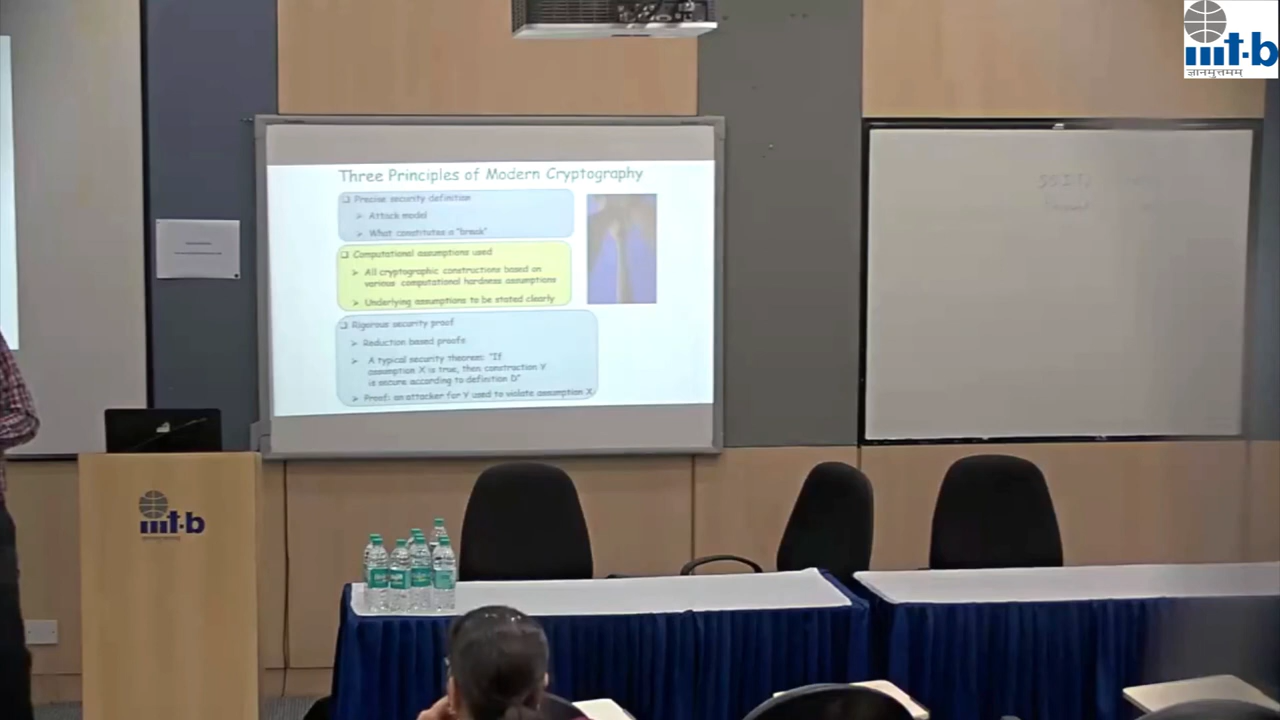 iiit-b
ज्ञानमुत्तमम्
Three Principles of Modern Cryptography
❑ Precise security definition
➢ Attack model
➢ What constitutes a "break"
❑ Computational assumptions used
➢ All cryptographic constructions based on
various computational hardness assumptions
➢ Underlying assumptions to be stated clearly
❑ Rigorous security proof
➢ Reduction based proofs
➢ A typical security theorem: "If
assumption X is true, then construction Y
is secure according to definition D"
➢ Proof: an attacker for Y used to violate assumption X
iiit-b